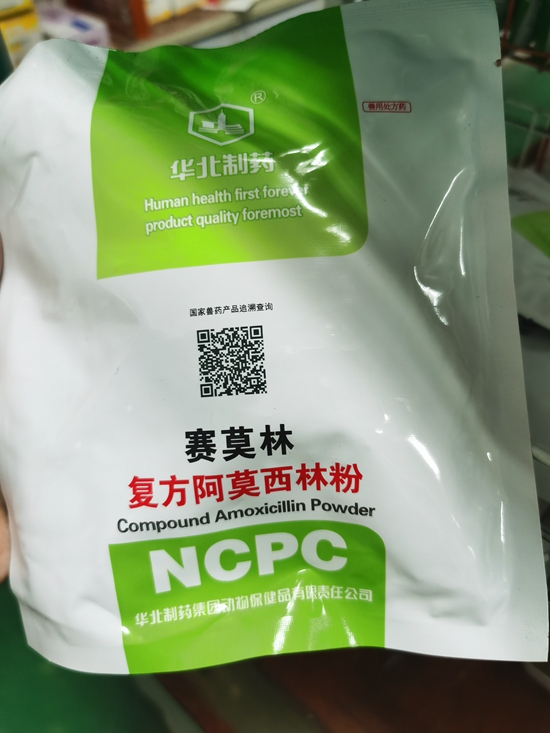 兽用处方药
®
华北制药
Human health first forever
product quality foremost
国家兽药产品追溯查询
赛莫林
复方阿莫西林粉
Compound Amoxicillin Powder
NCPC
华北制药集团动物保健品有限责任公司